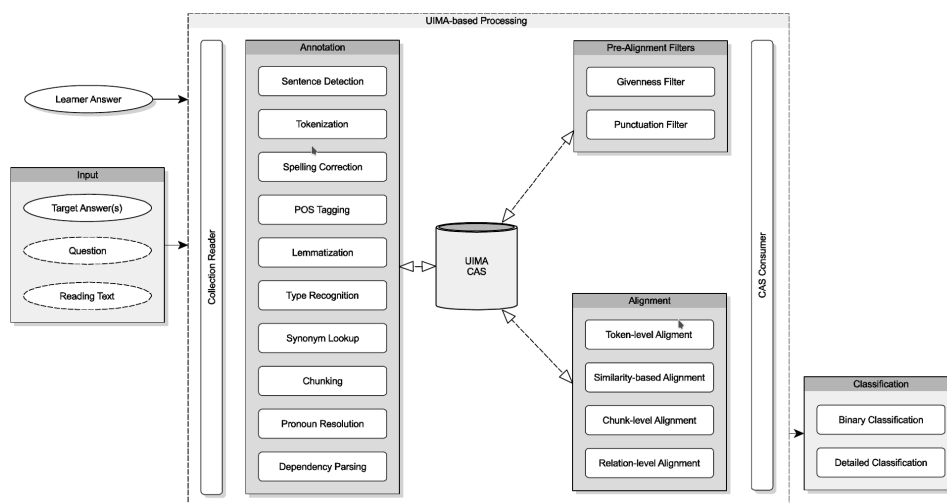 UIMA-based Processing
Learner Answer
Input
Target Answer(s)
Question
Reading Text
Collection Reader
Annotation
Sentence Detection
Tokenization
Spelling Correction
POS Tagging
Lemmatization
Type Recognition
Synonym Lookup
Chunking
Pronoun Resolution
Dependency Parsing
UIMA
CAS
Pre-Alignment Filters
Givenness Filter
Punctuation Filter
Alignment
Token-level Aligment
Similarity-based Alignment
Chunk-level Alignment
Relation-level Alignment
CAS Consumer
Classification
Binary Classification
Detailed Classification